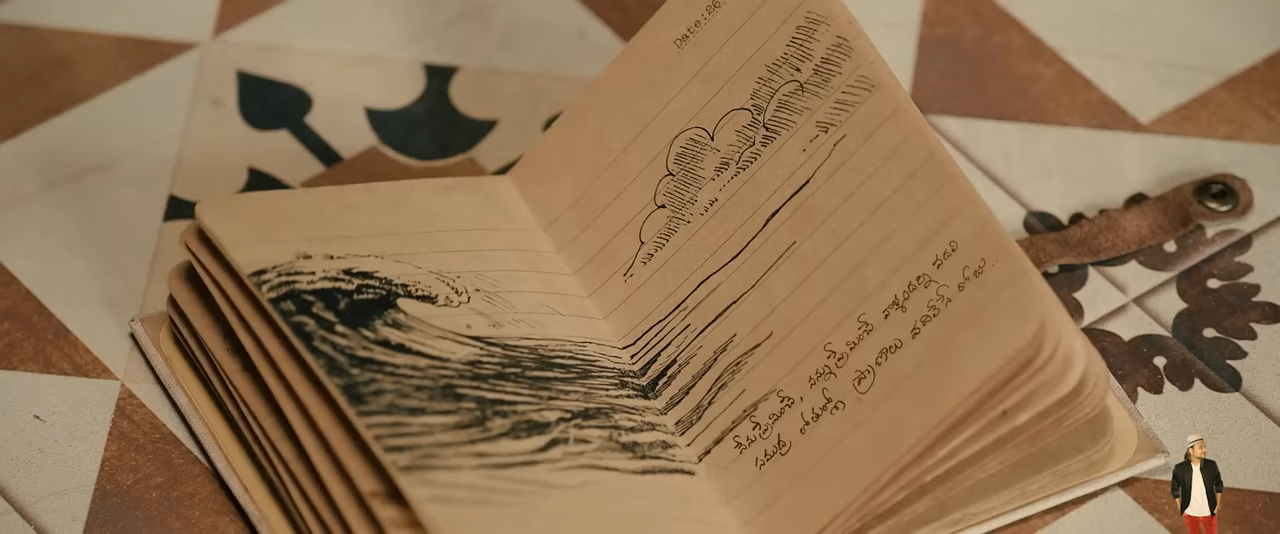 Date:26
నేను ప్రేమించే, నన్ను ప్రేమించే వాళ్ళందర్ని వదిలి
సముద్ర లోతుల్లో ప్రాణాలు వదిలేసే రోజు..